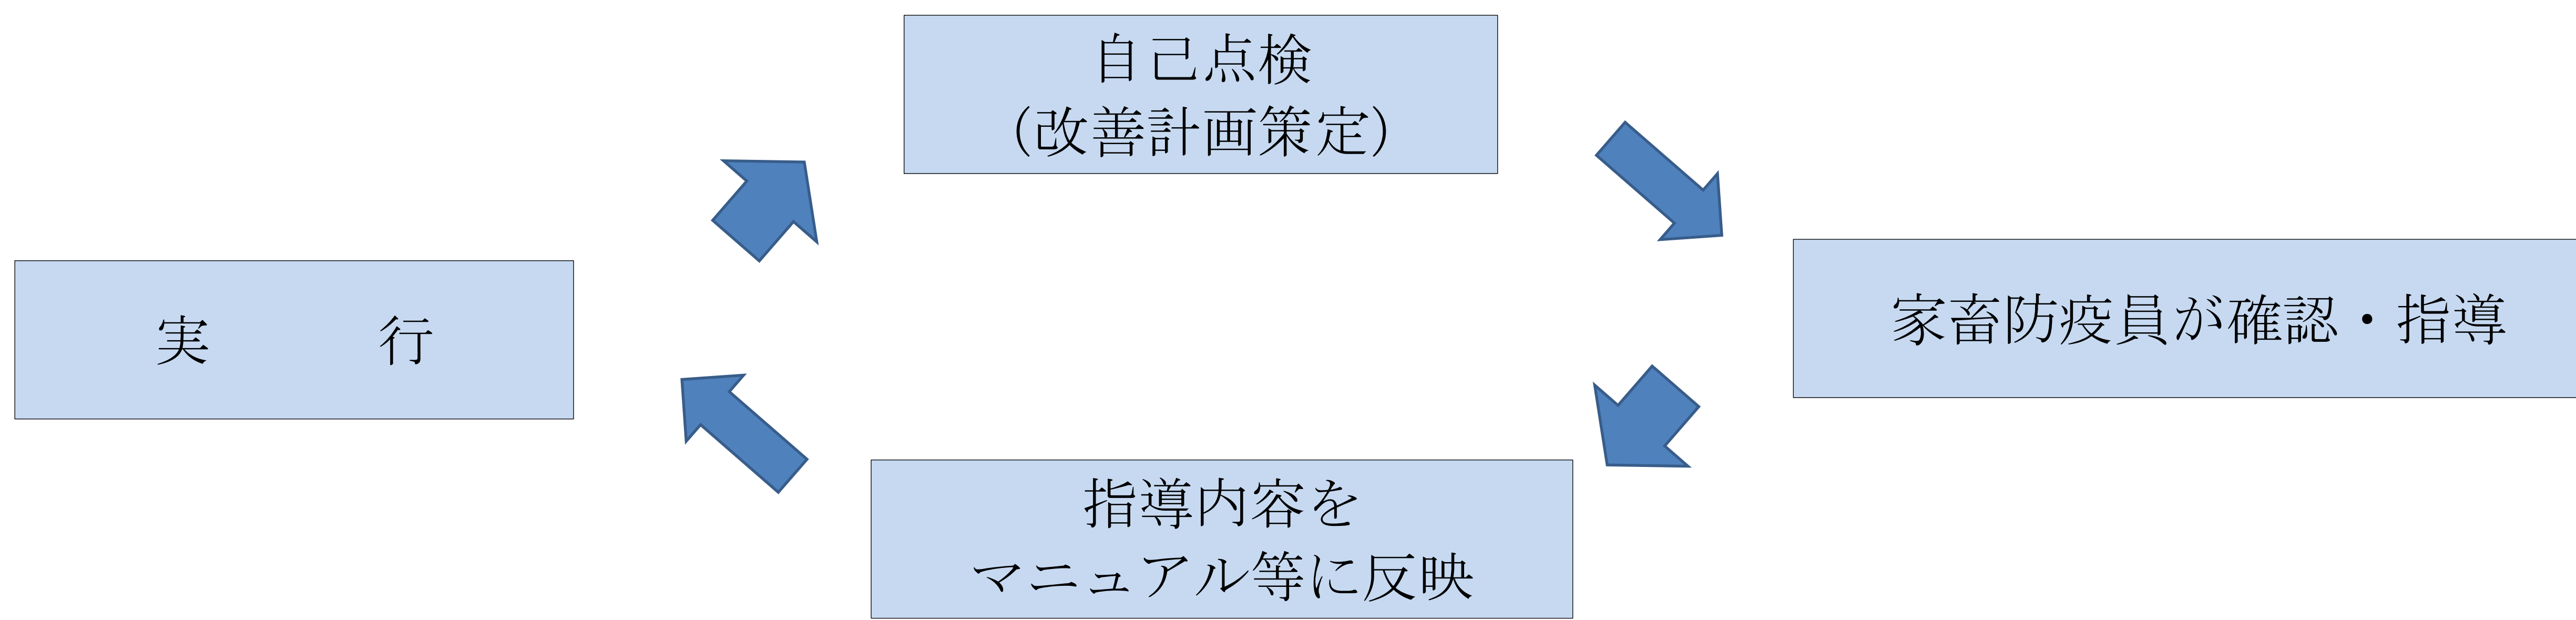 自己点検
（改善計画策定）
家畜防疫員が確認・指導
実　　　行
指導内容を
マニュアル等に反映